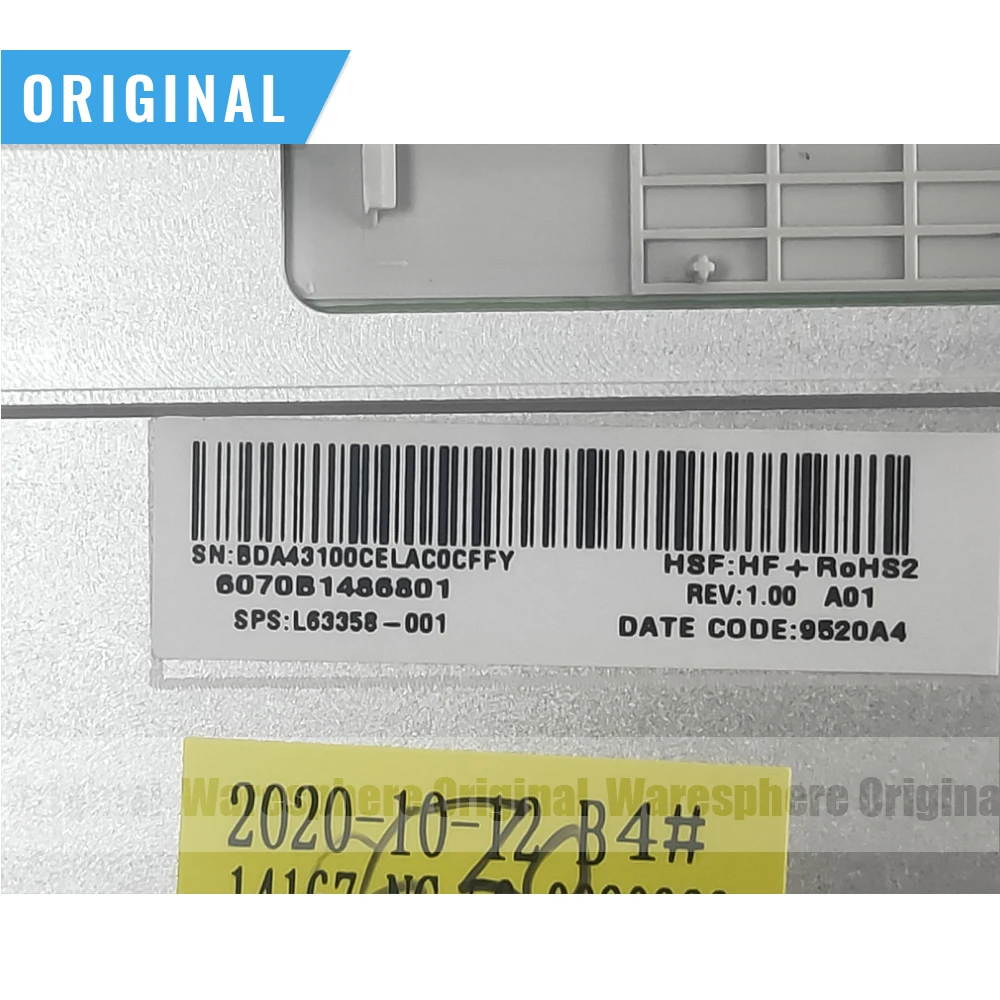 ORIGINAL
SN:BDA43100CELAC0CFFY
6070B1486801
SPS:L63358-001
HSF:HF+RoHS2
REV:1.00 A01
DATE CODE:9520A4
Waresphere Original Waresphere Origina
2020-10-12 B4#